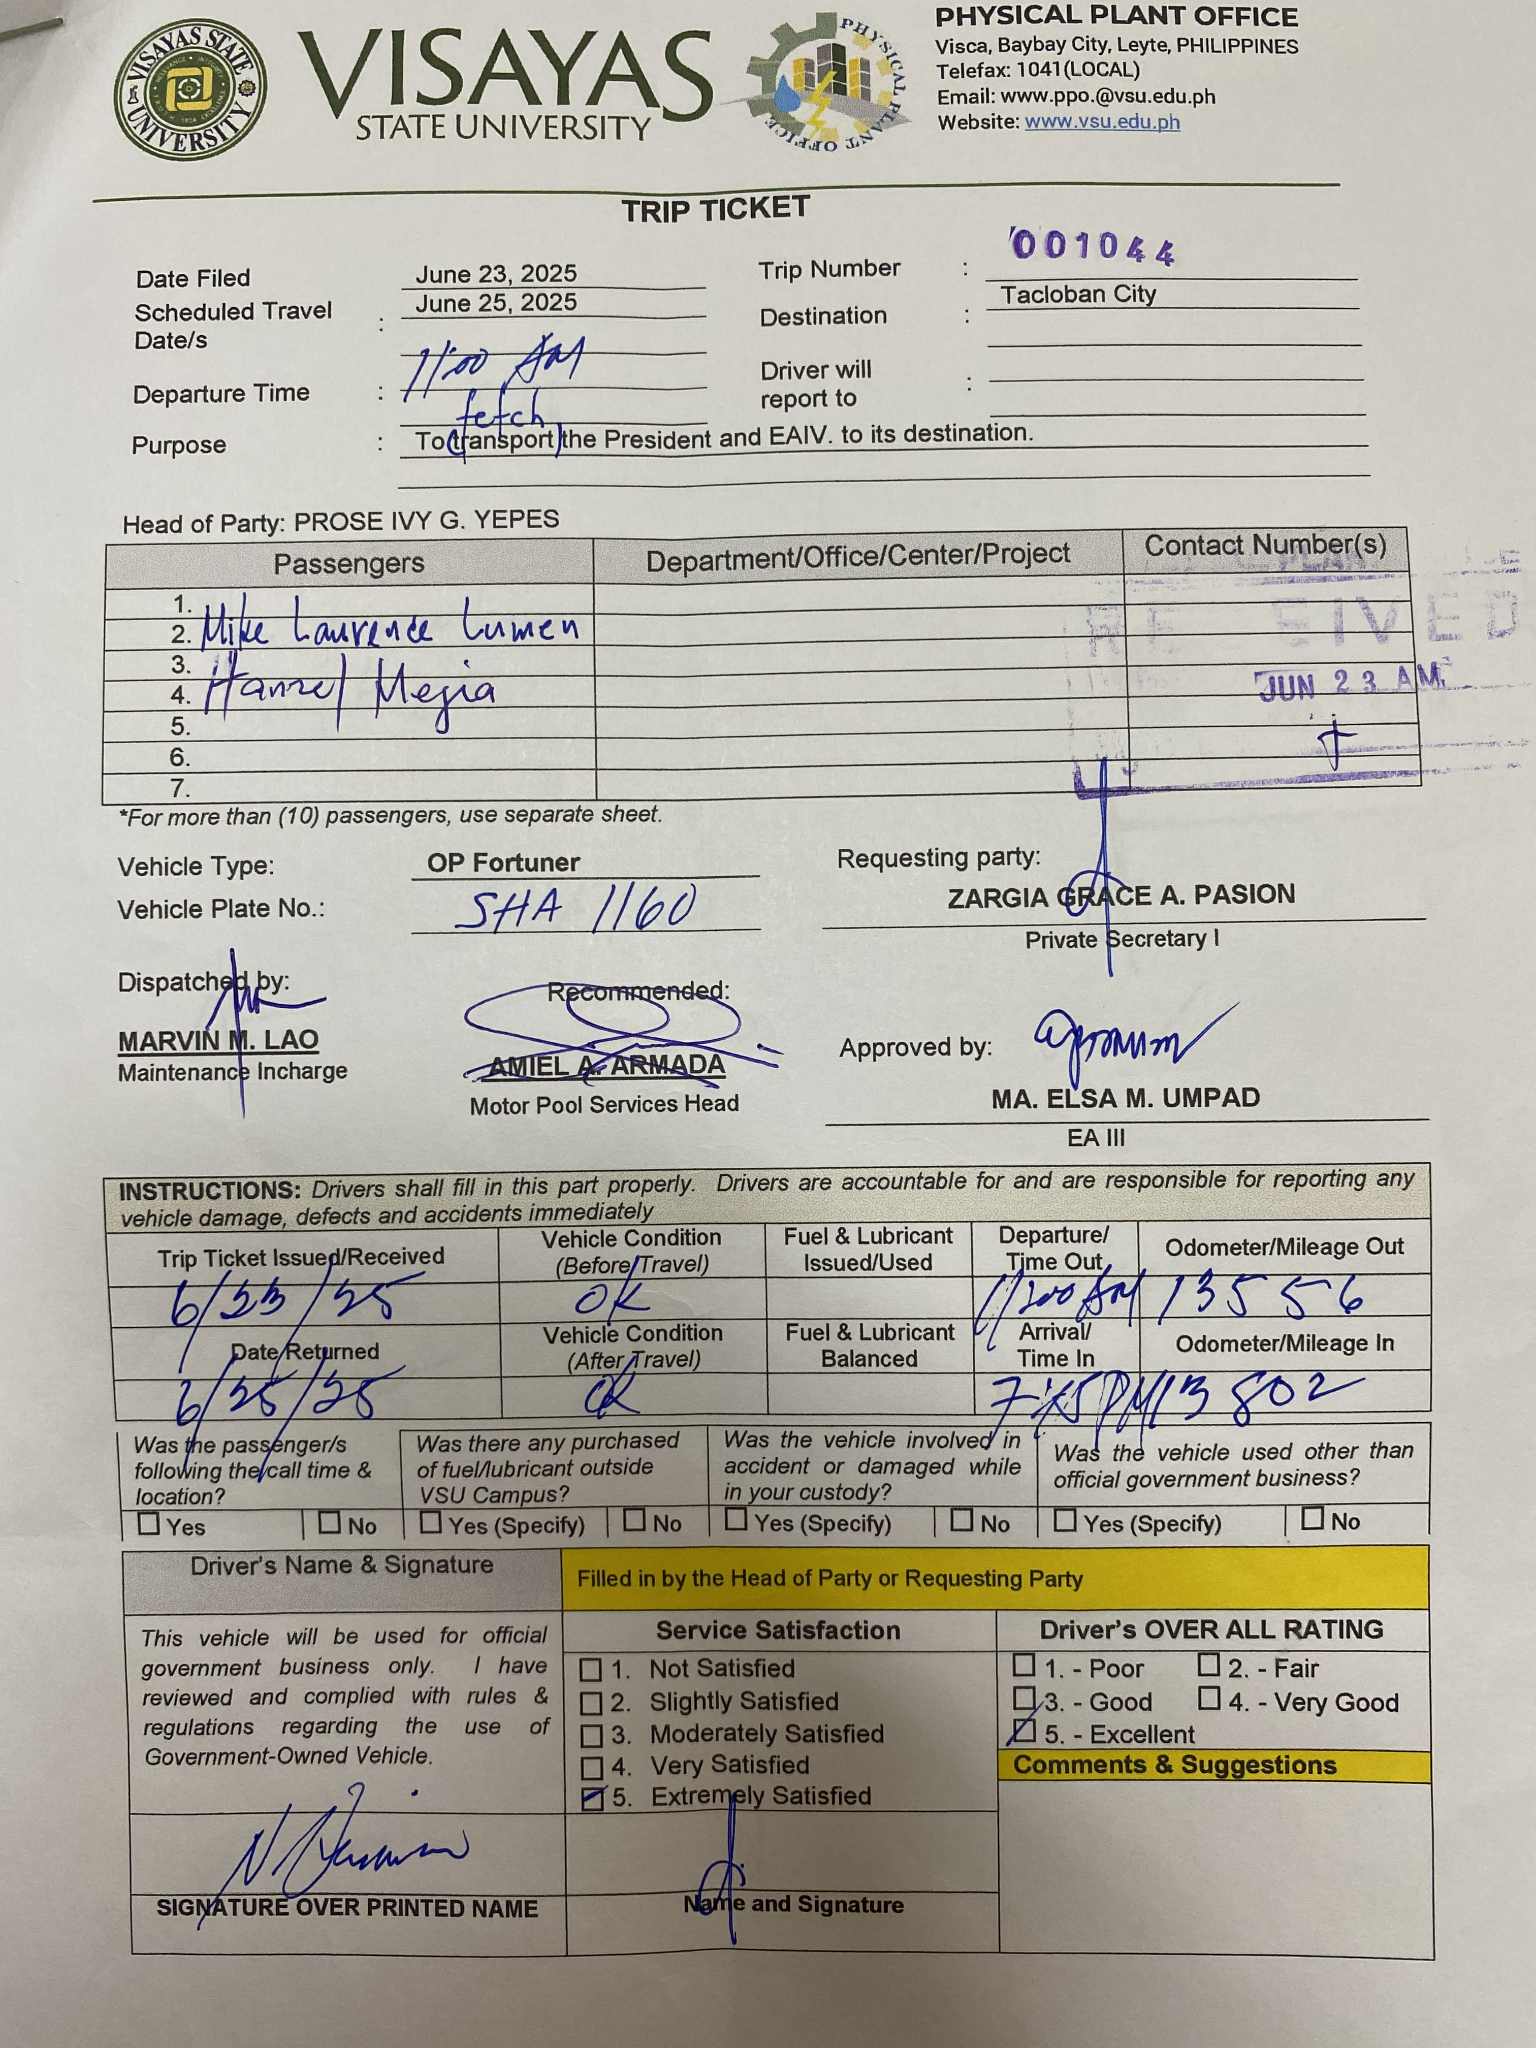 VISAYAS STATE UNIVERSITY
VISAYAS
STATE UNIVERSITY
PHYSICAL PLANT OFFICE
PHYSICAL PLANT OFFICE
Visca, Baybay City, Leyte, PHILIPPINES
Telefax: 1041(LOCAL)
Email: www.ppo.@vsu.edu.ph
Website: www.vsu.edu.ph
TRIP TICKET
Date Filed June 23, 2025 Trip Number : 001044
Scheduled Travel Date/s : June 25, 2025 Destination : Tacloban City
Departure Time : 11:00 AM Driver will report to :
fetch
Purpose : To (transport) the President and EAIV. to its destination.
Head of Party: PROSE IVY G. YEPES
Passengers Department/Office/Center/Project Contact Number(s)
1.
2. Mike Laurence Lumen
3.
4. Hanzel Mejia
5.
6.
7.
RE EIVED
JUN 23 AM
*For more than (10) passengers, use separate sheet.
Vehicle Type: OP Fortuner Requesting party:
Vehicle Plate No.: SHA 1160 ZARGIA GRACE A. PASION
Private Secretary I
Dispatched by: Recommended:
MARVIN M. LAO AMIEL A. ARMADA Approved by:
Maintenance Incharge Motor Pool Services Head MA. ELSA M. UMPAD
EA III
INSTRUCTIONS: Drivers shall fill in this part properly. Drivers are accountable for and are responsible for reporting any
vehicle damage, defects and accidents immediately
Trip Ticket Issued/Received Vehicle Condition (Before Travel) Fuel & Lubricant Issued/Used Departure/ Time Out Odometer/Mileage Out
6/23/25 OK 11:00 AM 13556
Date Returned Vehicle Condition (After Travel) Fuel & Lubricant Balanced Arrival/ Time In Odometer/Mileage In
6/25/25 OK PM 13802
Was the passenger/s following the call time & location? Was there any purchased of fuel/lubricant outside VSU Campus? Was the vehicle involved in accident or damaged while in your custody? Was the vehicle used other than official government business?
Yes No Yes (Specify) No Yes (Specify) No Yes (Specify) No
Driver's Name & Signature Filled in by the Head of Party or Requesting Party
This vehicle will be used for official
government business only. I have
reviewed and complied with rules &
regulations regarding the use of
Government-Owned Vehicle.
SIGNATURE OVER PRINTED NAME
Service Satisfaction
1. Not Satisfied
2. Slightly Satisfied
3. Moderately Satisfied
4. Very Satisfied
5. Extremely Satisfied
Name and Signature
Driver's OVER ALL RATING
1. - Poor 2. - Fair
3. - Good 4. - Very Good
5. - Excellent
Comments & Suggestions